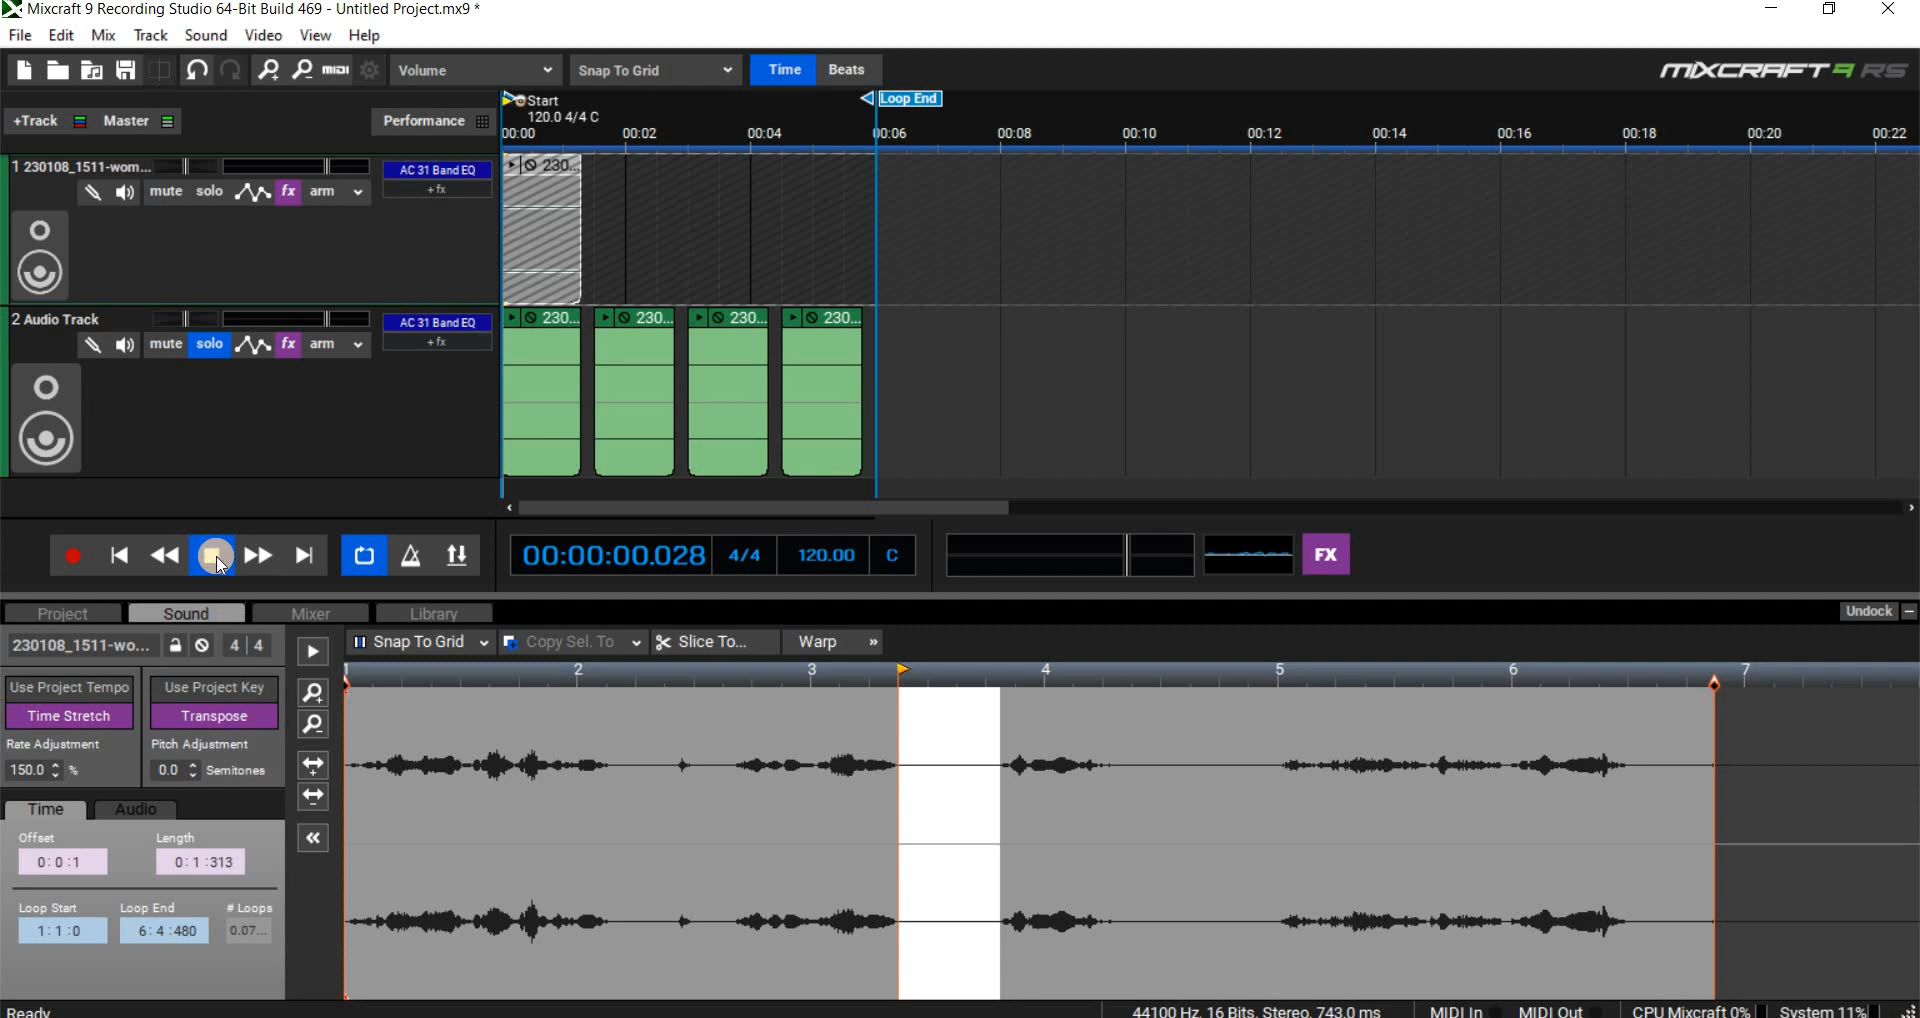 Mixcraft 9 Recording Studio 64-Bit Build 469 - Untitled Project.mx9 *
File Edit Mix Track Sound Video View Help
MIDI Volume Snap To Grid Time Beats MIXCRAFT 9 RS
Start Loop End
+Track Master Performance 120.0 4/4 C
00:00 00:02 00:04 00:06 00:08 00:10 00:12 00:14 00:16 00:18 00:20 00:22
1 230108_1511-wom... AC 31 Band EQ 230...
mute solo fx arm + fx
2 Audio Track AC 31 Band EQ 230... 230... 230... 230...
mute solo fx arm + fx
00:00:00.028 4/4 120.00 C FX
Project Sound Mixer Library Undock
230108_1511-wo... 4 4 Snap To Grid Copy Sel. To Slice To... Warp »
1 2 3 4 5 6 7
Use Project Tempo Use Project Key
Time Stretch Transpose
Rate Adjustment Pitch Adjustment
150.0 % 0.0 Semitones
Time Audio
Offset Length
0: 0 :1 0: 1 :313
Loop Start Loop End # Loops
1: 1 :0 6: 4 :480 0.07...
Ready 44100 Hz, 16 Bits, Stereo, 743.0 ms MIDI In MIDI Out CPU Mixcraft 0% System 11%